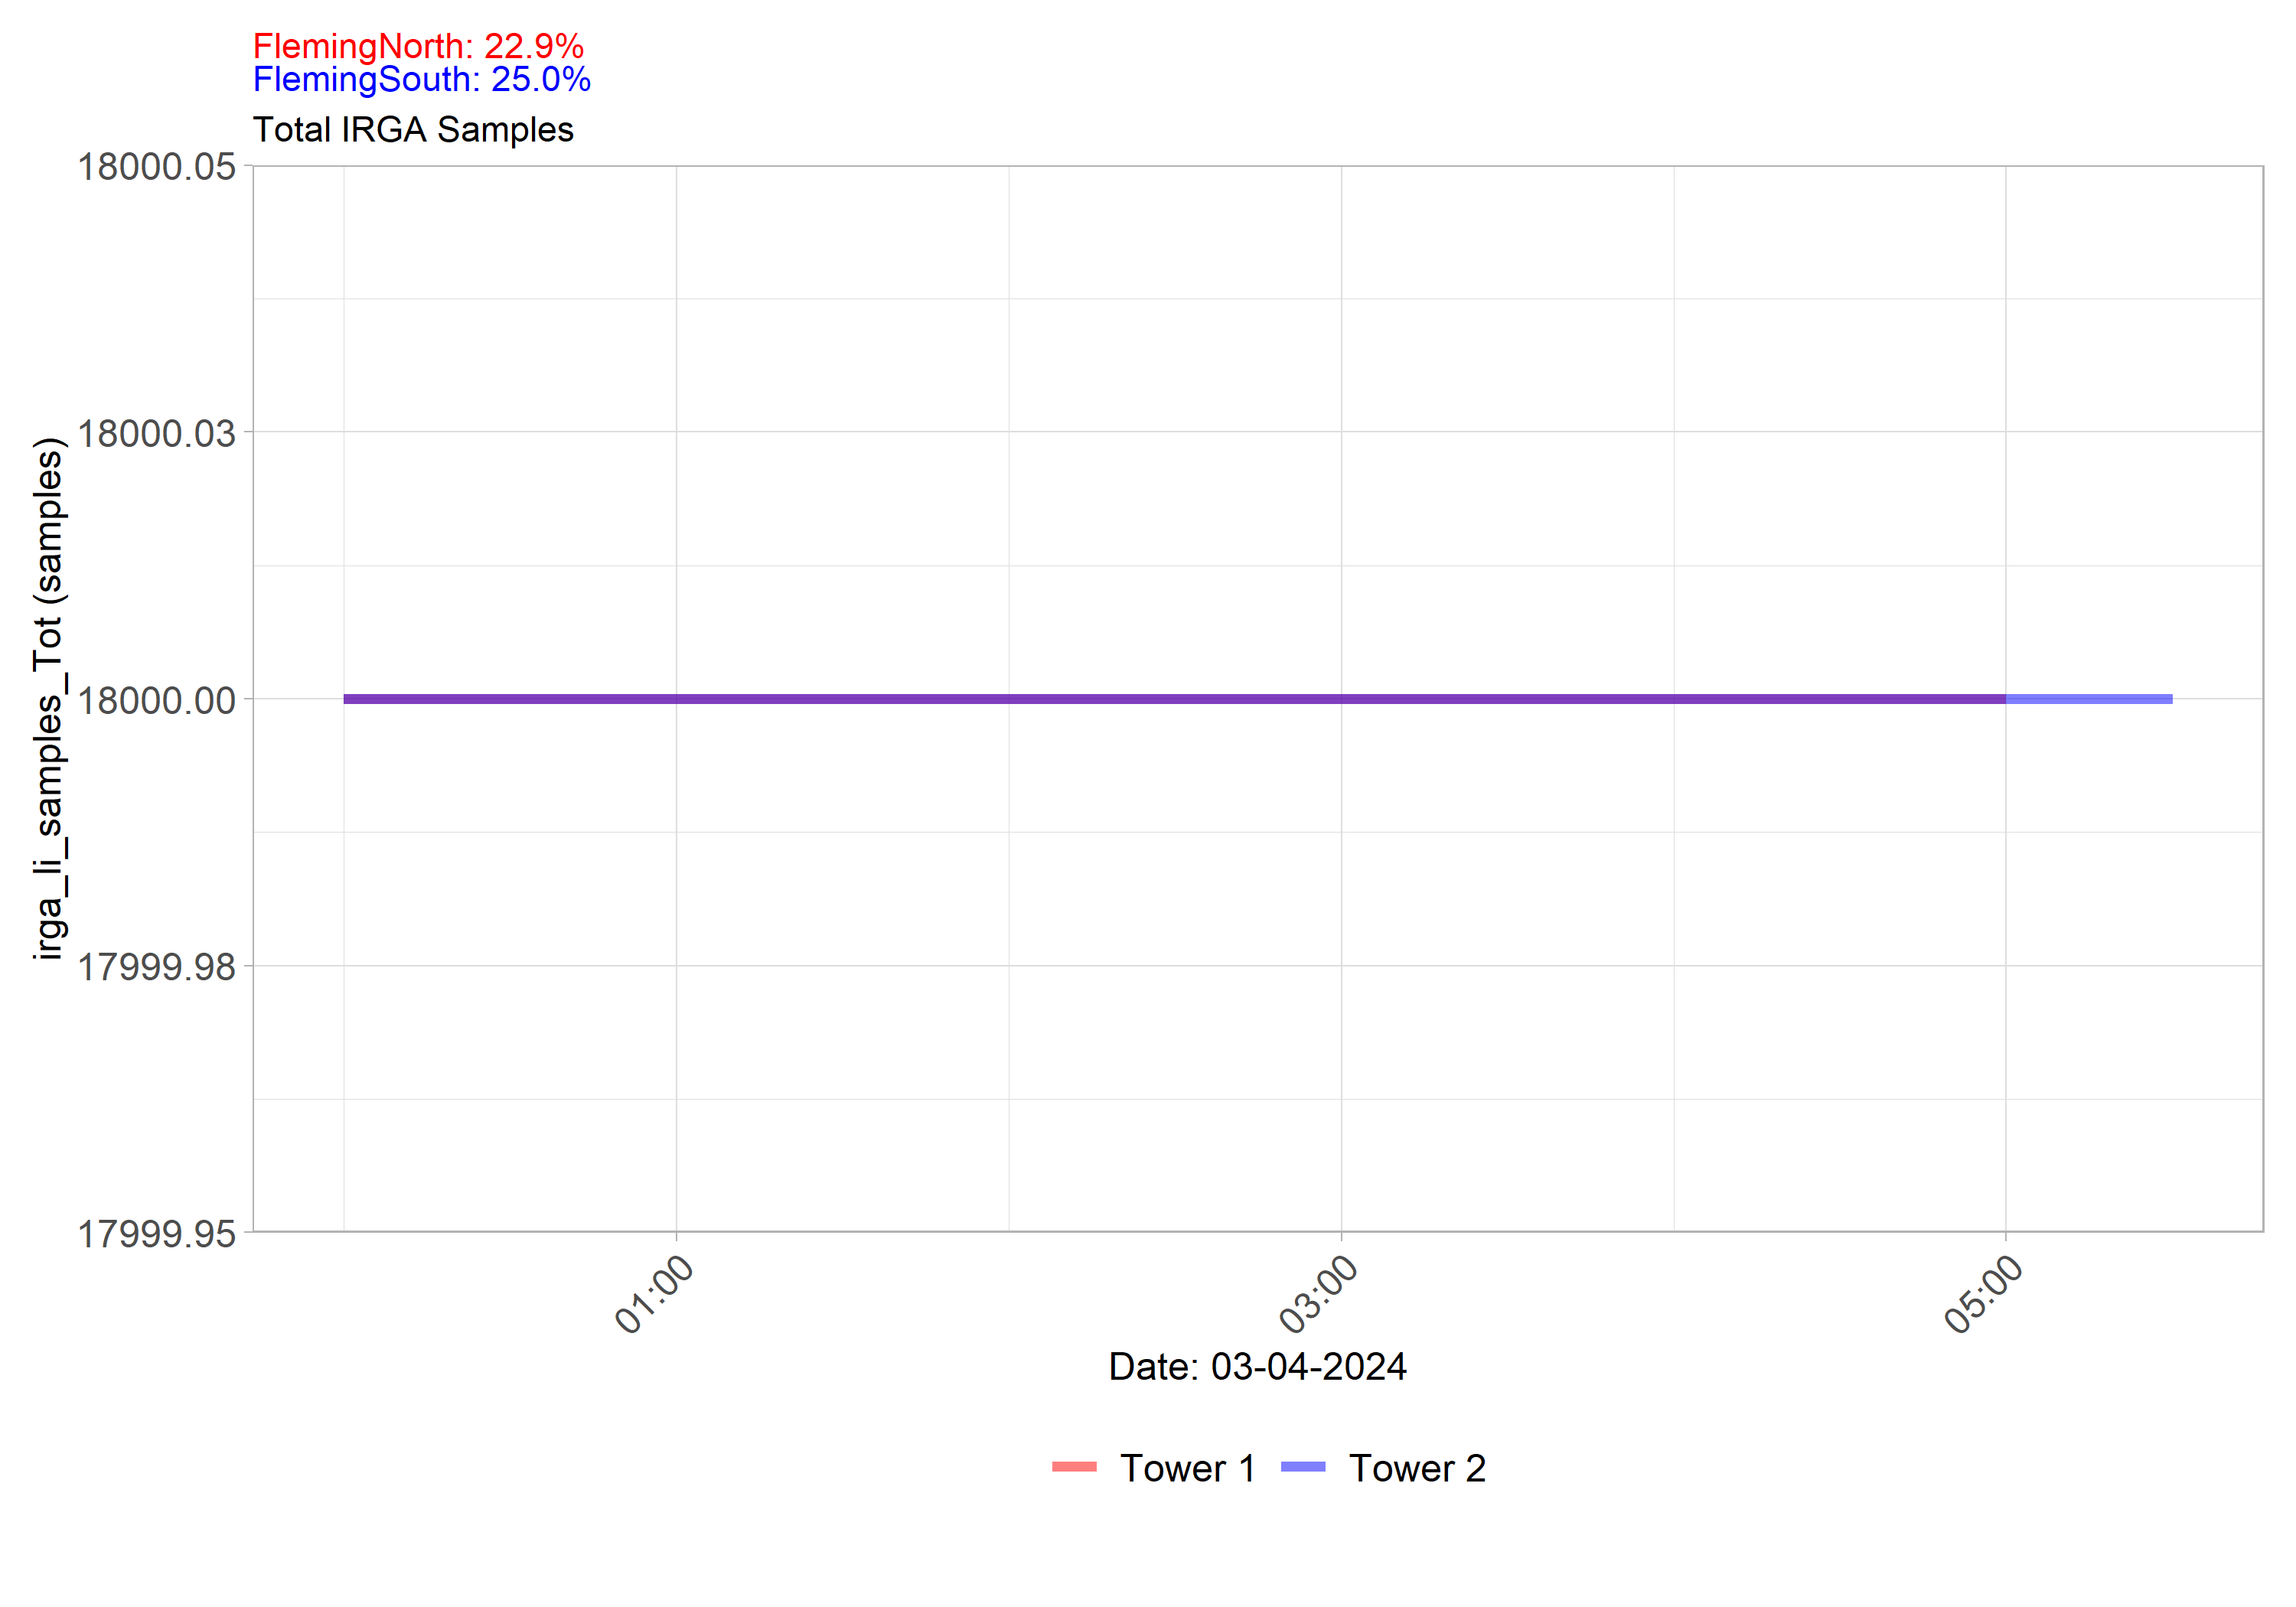 FlemingNorth: 22.9%
FlemingSouth: 25.0%
Total IRGA Samples
irga_li_samples_Tot (samples)
18000.05
18000.03
18000.00
17999.98
17999.95
01:00
03:00
05:00
Date: 03-04-2024
Tower 1
Tower 2